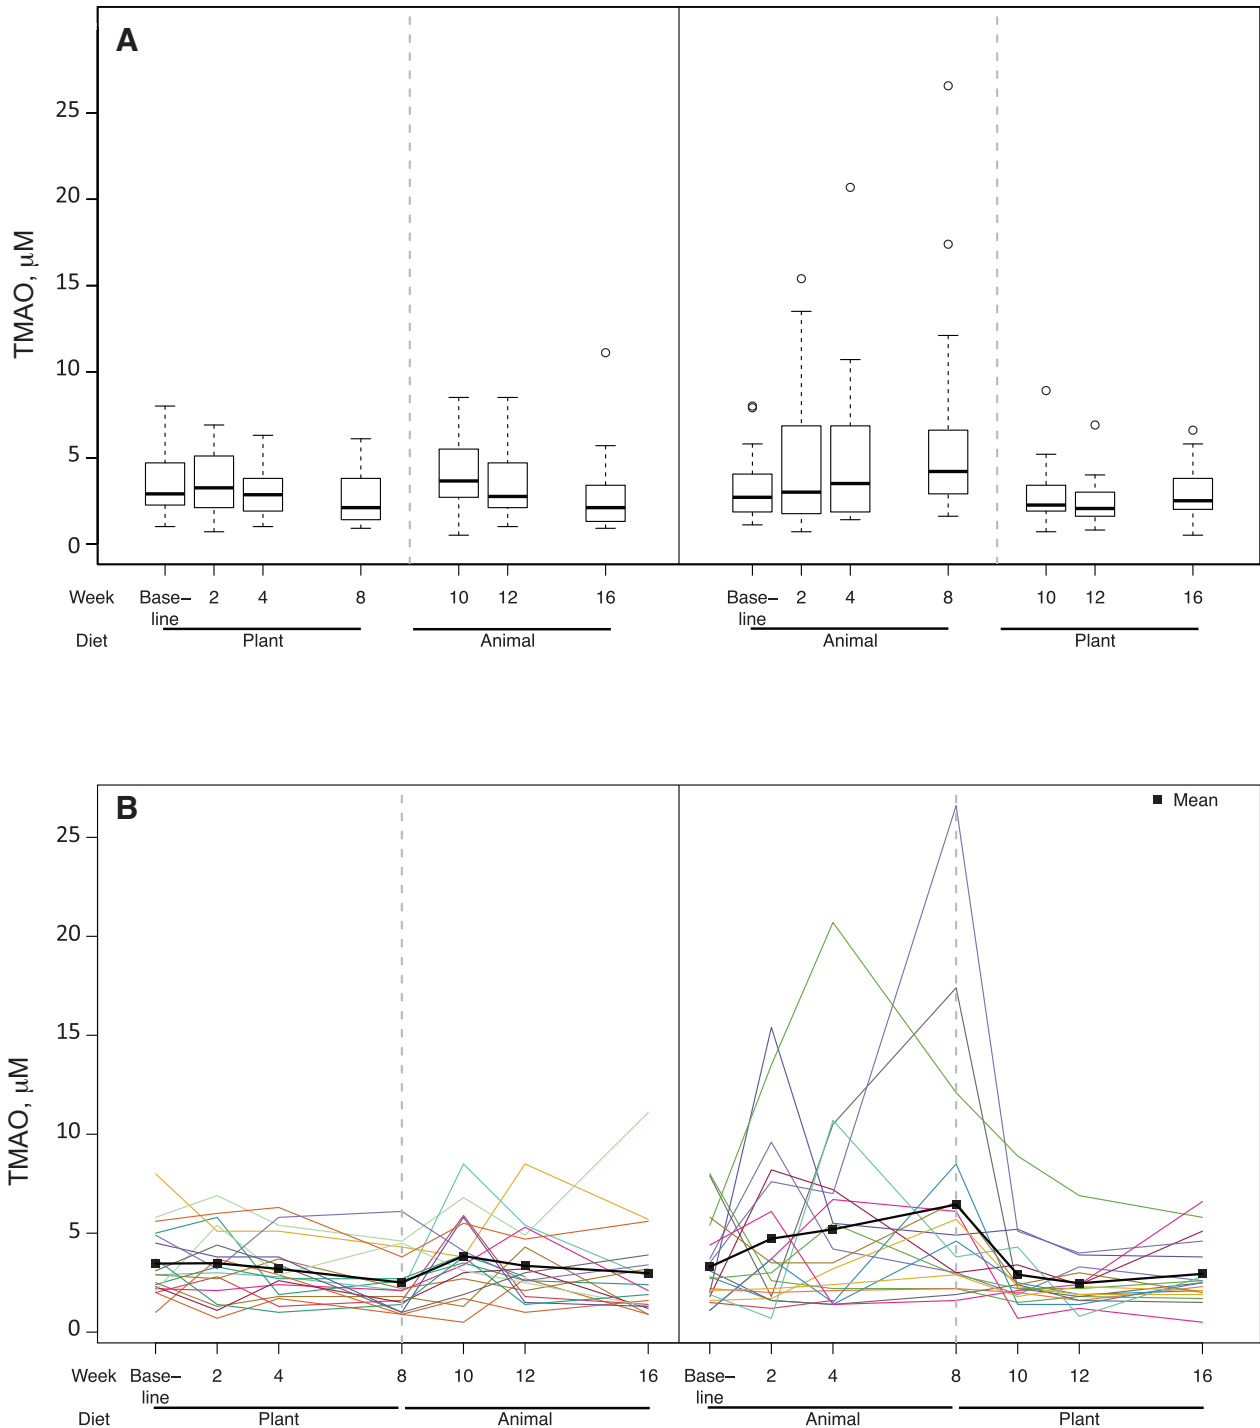 A
25
20
15
10
5
0
TMAO, μM
Week Base– 2 4 8 10 12 16 Base– 2 4 8 10 12 16
line line
Diet Plant Animal Animal Plant
B
Mean
25
20
15
10
5
0
TMAO, μM
Week Base– 2 4 8 10 12 16 Base– 2 4 8 10 12 16
line line
Diet Plant Animal Animal Plant